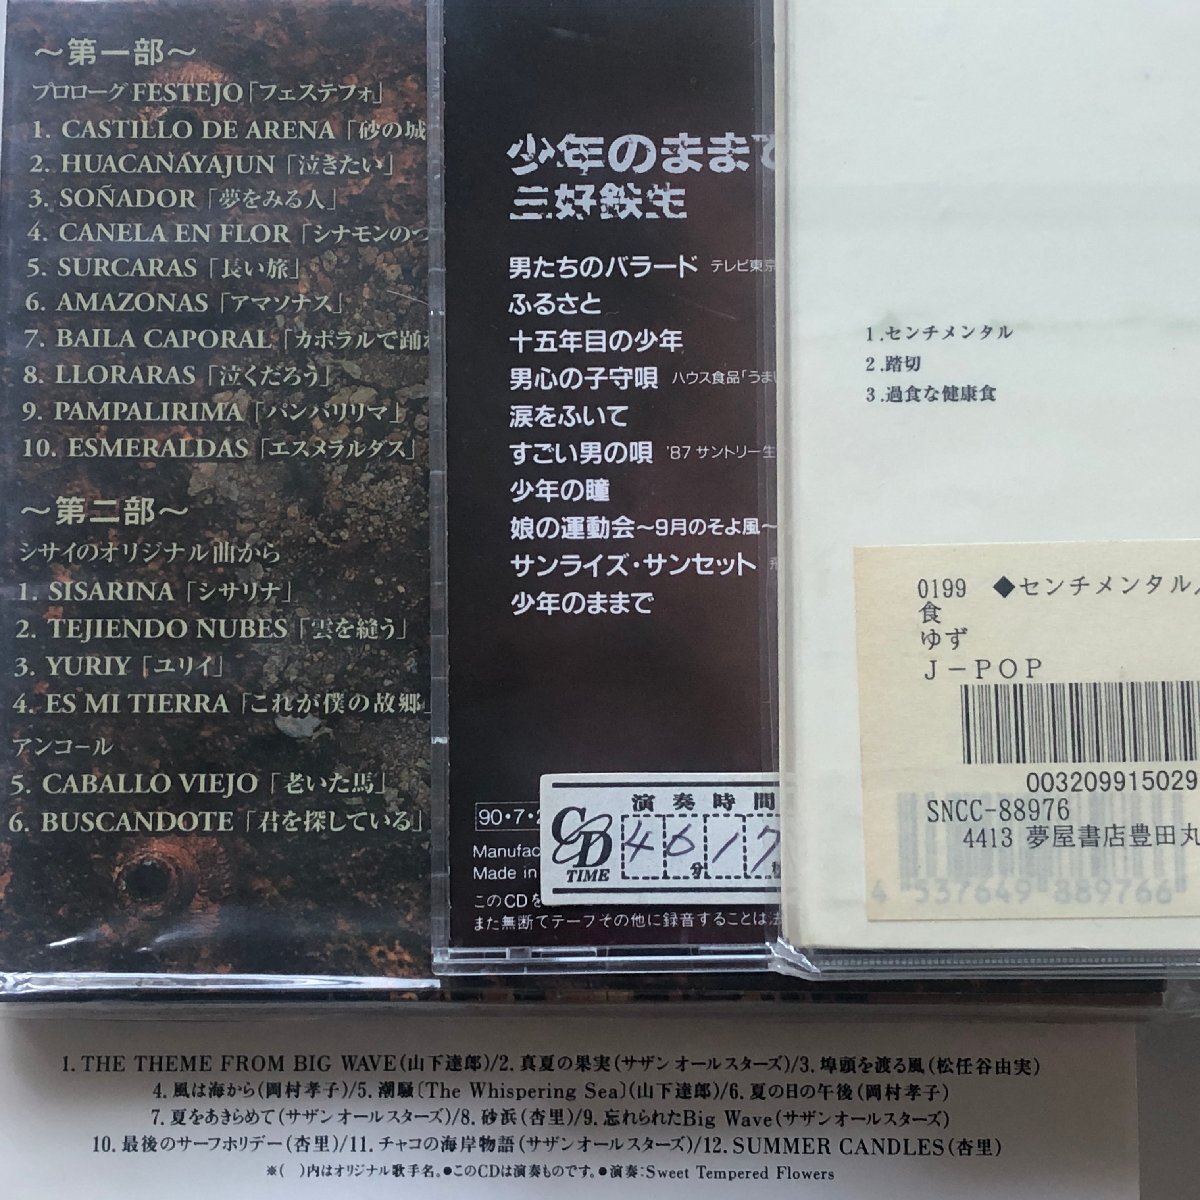 ～第一部～
プロローグ FESTEJO「フェステフォ」
1. CASTILLO DE ARENA「砂の城
2. HUACANAYAJUN「泣きたい」
3. SOÑADOR「夢をみる人」
4. CANELA EN FLOR「シナモンのつ
5. SURCARAS「長い旅」
6. AMAZONAS「アマソナス」
7. BAILA CAPORAL「カポラルで踊
8. LLORARAS「泣くだろう」
9. PAMPALIRIMA「パンパリリマ」
10. ESMERALDAS「エスメラルダス」
～第二部～
シサイのオリジナル曲から
1. SISARINA「シサリナ」
2. TEJIENDO NUBES「雲を縫う」
3. YURIY「ユリイ」
4. ES MI TIERRA「これが僕の故郷」
アンコール
5. CABALLO VIEJO「老いた馬」
6. BUSCANDOTE「君を探している」
少年のままで
三好鉄生
男たちのバラード テレビ東京
ふるさと
十五年目の少年
男心の子守唄 ハウス食品「うまい
涙をふいて
すごい男の唄 '87 サントリー生
少年の瞳
娘の運動会～9月のそよ風～
サンライズ・サンセット
少年のままで
90・7・2
Manufac
Made in
このCDを
また無断でテープその他に録音することは法
CD TIME
演奏時間
46分17
1.センチメンタル
2.踏切
3.過食な健康食
0199 ◆センチメンタル
食
ゆず
J-POP
003209915029
SNCC-88976
4413 夢屋書店豊田丸
4 537649 889766
1. THE THEME FROM BIG WAVE(山下達郎)/2. 真夏の果実(サザンオールスターズ)/3. 埠頭を渡る風(松任谷由実)
4. 風は海から(岡村孝子)/5. 潮騒〔The Whispering Sea〕(山下達郎)/6. 夏の日の午後(岡村孝子)
7. 夏をあきらめて(サザンオールスターズ)/8. 砂浜(杏里)/9. 忘れられたBig Wave(サザンオールスターズ)
10. 最後のサーフホリデー(杏里)/11. チャコの海岸物語(サザンオールスターズ)/12. SUMMER CANDLES(杏里)
※( )内はオリジナル歌手名。●このCDは演奏ものです。●演奏:Sweet Tempered Flowers